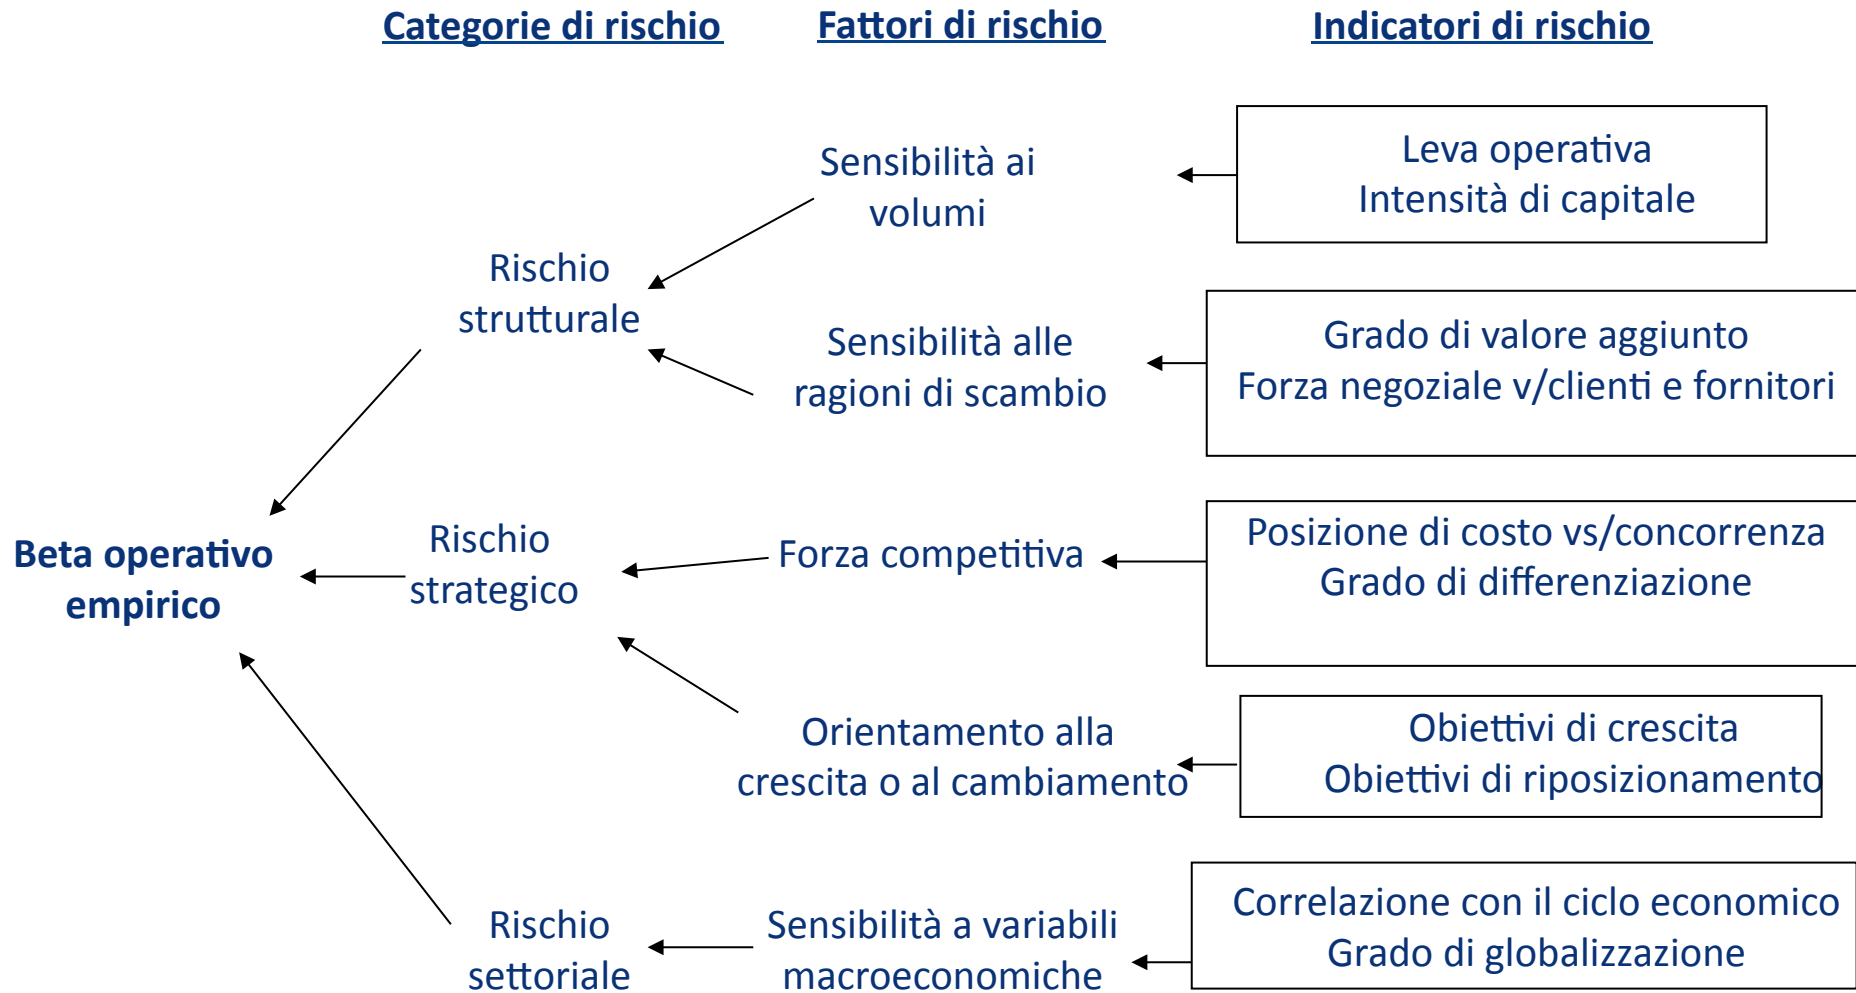 Categorie di rischio
Fattori di rischio
Indicatori di rischio
Sensibilità ai
volumi
Leva operativa
Intensità di capitale
Rischio
strutturale
Sensibilità alle
ragioni di scambio
Grado di valore aggiunto
Forza negoziale v/clienti e fornitori
Beta operativo
empirico
Rischio
strategico
Forza competitiva
Posizione di costo vs/concorrenza
Grado di differenziazione
Orientamento alla
crescita o al cambiamento
Obiettivi di crescita
Obiettivi di riposizionamento
Rischio
settoriale
Sensibilità a variabili
macroeconomiche
Correlazione con il ciclo economico
Grado di globalizzazione